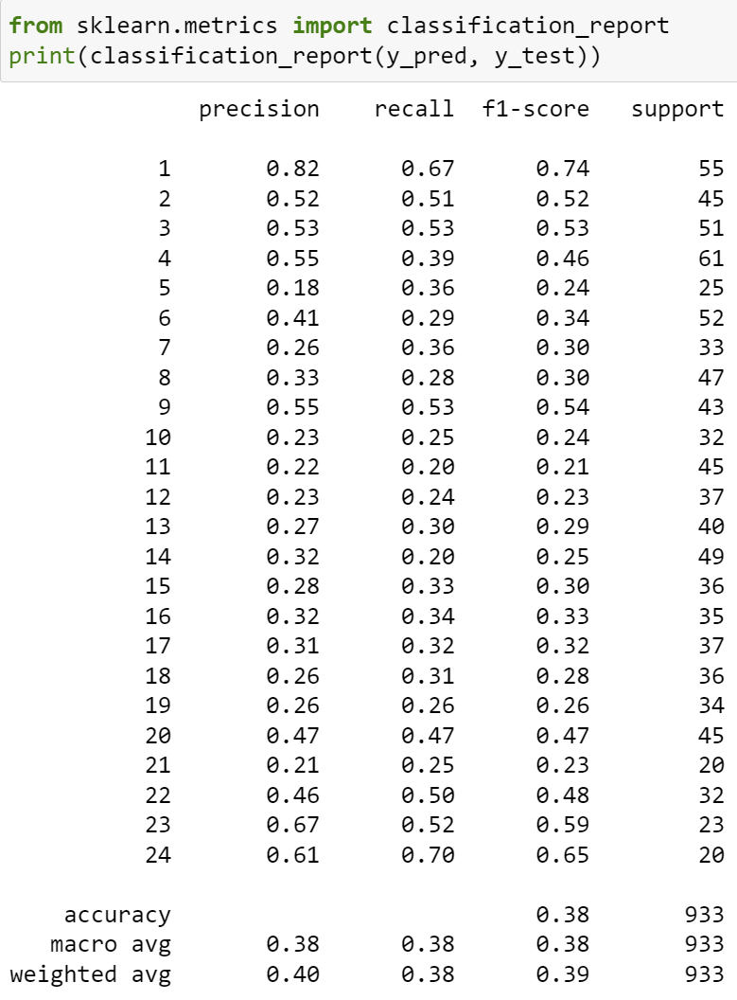 from sklearn.metrics import classification_report
print(classification_report(y_pred, y_test))
precision recall f1-score support
1 0.82 0.67 0.74 55
2 0.52 0.51 0.52 45
3 0.53 0.53 0.53 51
4 0.55 0.39 0.46 61
5 0.18 0.36 0.24 25
6 0.41 0.29 0.34 52
7 0.26 0.36 0.30 33
8 0.33 0.28 0.30 47
9 0.55 0.53 0.54 43
10 0.23 0.25 0.24 32
11 0.22 0.20 0.21 45
12 0.23 0.24 0.23 37
13 0.27 0.30 0.29 40
14 0.32 0.20 0.25 49
15 0.28 0.33 0.30 36
16 0.32 0.34 0.33 35
17 0.31 0.32 0.32 37
18 0.26 0.31 0.28 36
19 0.26 0.26 0.26 34
20 0.47 0.47 0.47 45
21 0.21 0.25 0.23 20
22 0.46 0.50 0.48 32
23 0.67 0.52 0.59 23
24 0.61 0.70 0.65 20
accuracy 0.38 933
macro avg 0.38 0.38 0.38 933
weighted avg 0.40 0.38 0.39 933